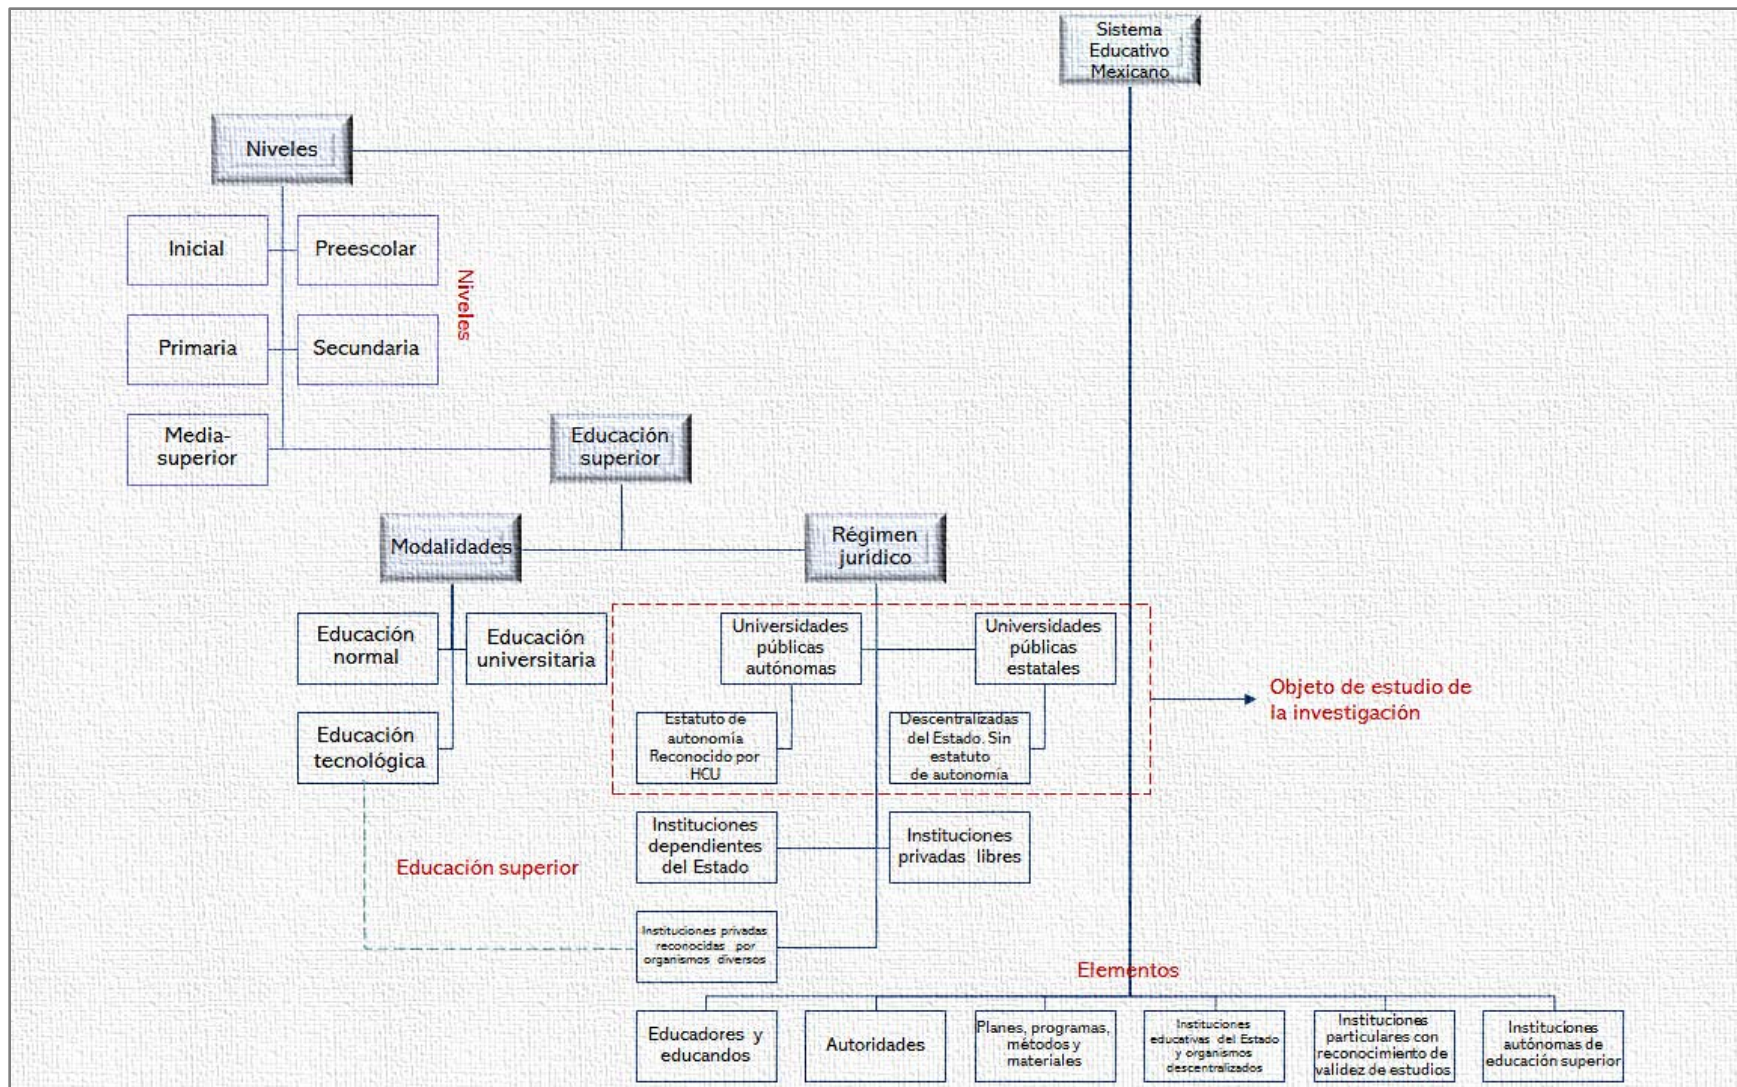 Sistema
Educativo
Mexicano
Niveles
Inicial
Preescolar
Niveles
Primaria
Secundaria
Media-
superior
Educación
superior
Modalidades
Régimen
jurídico
Educación
normal
Educación
universitaria
Universidades
públicas
autónomas
Universidades
públicas
estatales
Objeto de estudio de
la investigación
Educación
tecnológica
Estatuto de
autonomía
Reconocido por
HCU
Descentralizadas
del Estado. Sin
estatuto
de autonomía
Instituciones
dependientes
del Estado
Instituciones
privadas libres
Educación superior
Instituciones privadas
reconocidas por
organismos diversos
Elementos
Educadores y
educandos
Autoridades
Planes, programas,
métodos y
materiales
Instituciones
educativas del Estado
y organismos
descentralizados
Instituciones
particulares con
reconocimiento de
validez de estudios
Instituciones
autónomas de
educación superior